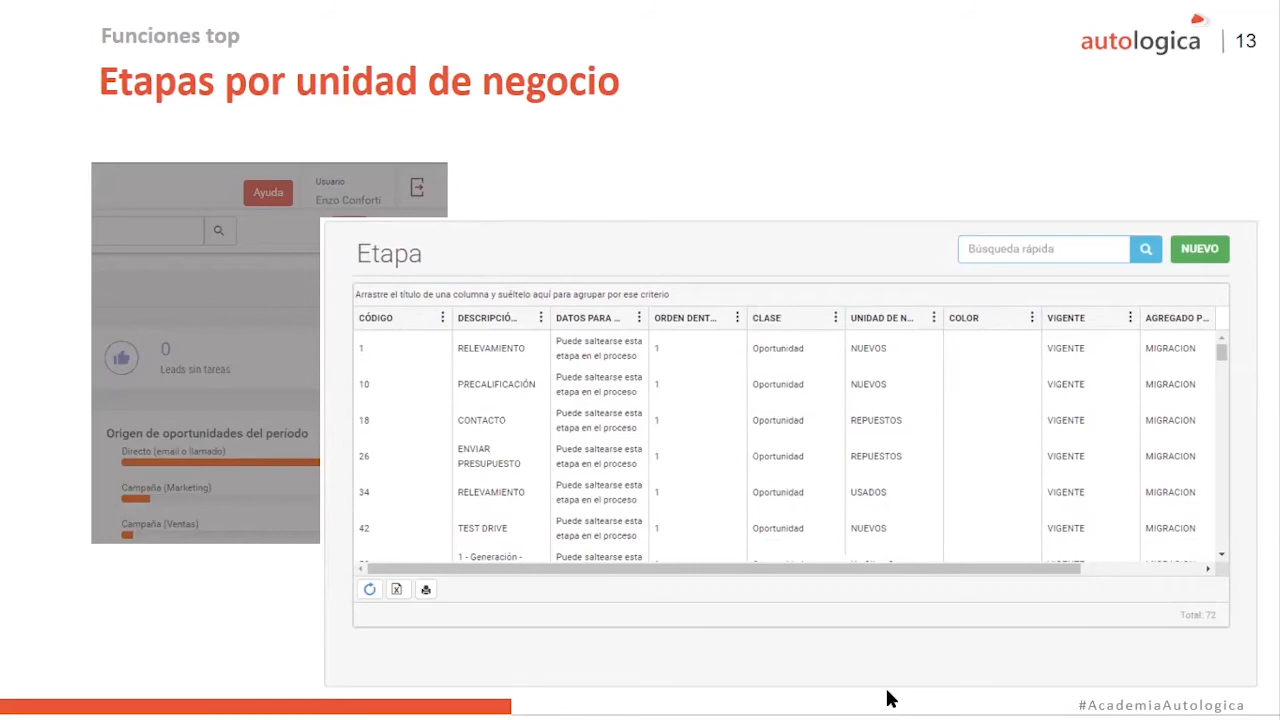 Funciones top
autologica
13
Etapas por unidad de negocio
Ayuda
Usuario
Enzo Conforti
0
Leads sin tareas
Origen de oportunidades del período
Directo (email o llamado)
Campaña (Marketing)
Campaña (Ventas)
Etapa
Búsqueda rápida
NUEVO
Arrastre el título de una columna y suéltelo aquí para agrupar por ese criterio
CÓDIGO DESCRIPCIÓ... DATOS PARA ... ORDEN DENT... CLASE UNIDAD DE N... COLOR VIGENTE AGREGADO P...
1 RELEVAMIENTO Puede saltearse esta etapa en el proceso 1 Oportunidad NUEVOS VIGENTE MIGRACION
10 PRECALIFICACIÓN Puede saltearse esta etapa en el proceso 1 Oportunidad NUEVOS VIGENTE MIGRACION
18 CONTACTO Puede saltearse esta etapa en el proceso 1 Oportunidad REPUESTOS VIGENTE MIGRACION
26 ENVIAR PRESUPUESTO Puede saltearse esta etapa en el proceso 1 Oportunidad REPUESTOS VIGENTE MIGRACION
34 RELEVAMIENTO Puede saltearse esta etapa en el proceso 1 Oportunidad USADOS VIGENTE MIGRACION
42 TEST DRIVE Puede saltearse esta etapa en el proceso 1 Oportunidad NUEVOS VIGENTE MIGRACION
1 - Generación - Puede saltearse esta
Total: 72
#AcademiaAutologica